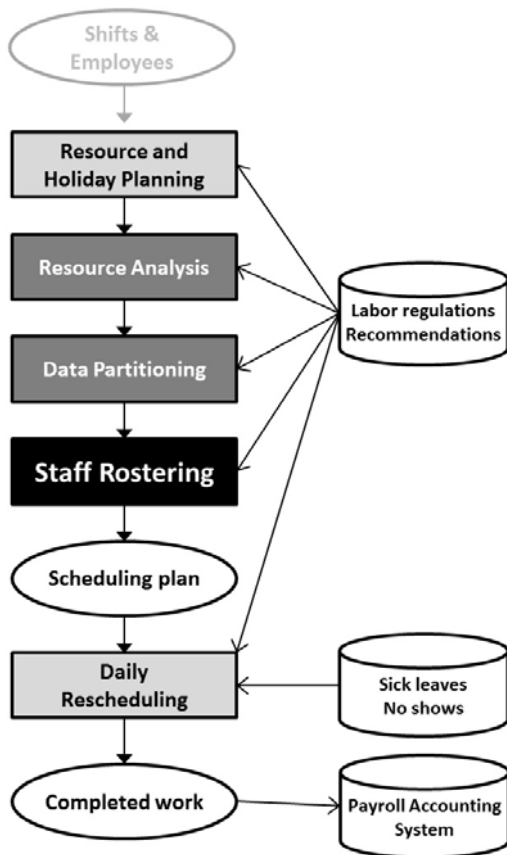 Shifts &
Employees
Resource and
Holiday Planning
Resource Analysis
Labor regulations
Recommendations
Data Partitioning
Staff Rostering
Scheduling plan
Daily
Rescheduling
Sick leaves
No shows
Completed work
Payroll Accounting
System